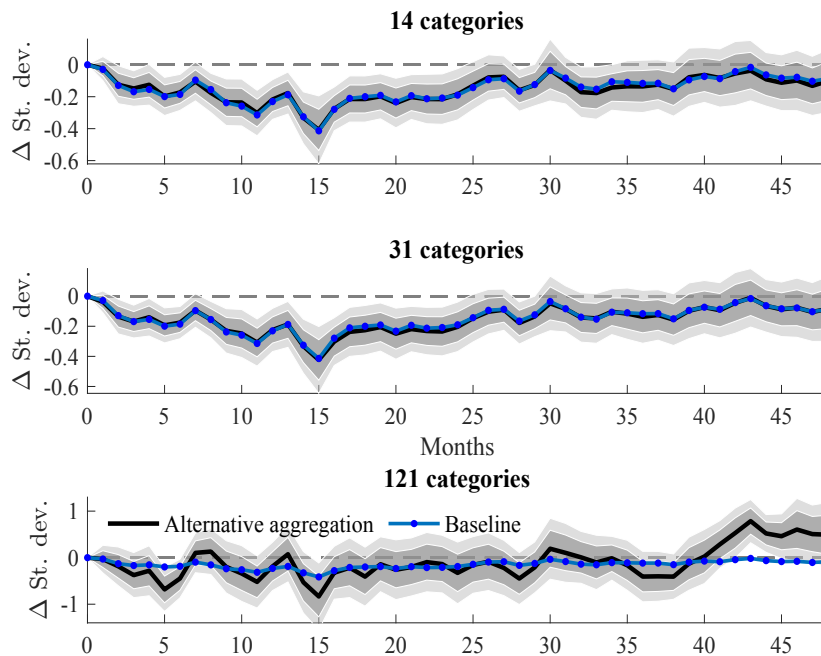 14 categories
Δ St. dev.
0
-0.2
-0.4
-0.6
0 5 10 15 20 25 30 35 40 45
31 categories
Δ St. dev.
0
-0.2
-0.4
-0.6
0 5 10 15 20 25 30 35 40 45
Months
121 categories
Δ St. dev.
1
0
-1
Alternative aggregation Baseline
0 5 10 15 20 25 30 35 40 45